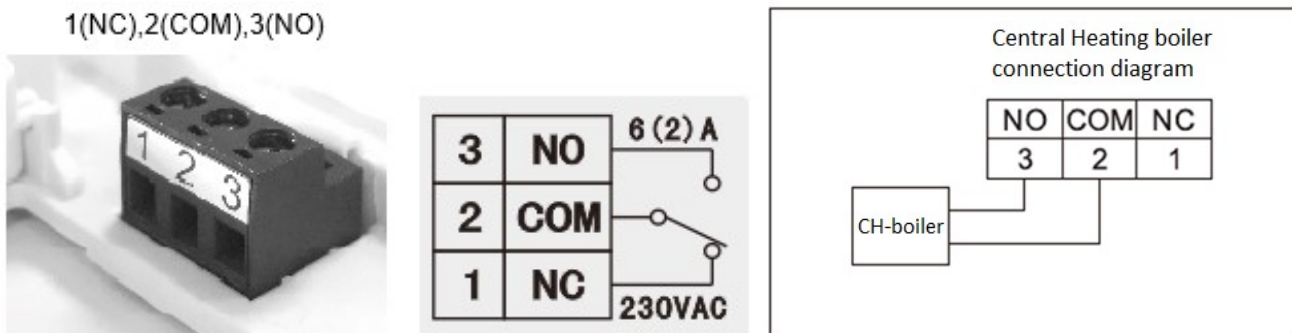 1(NC),2(COM),3(NO)
1 2 3
3 NO 6(2)A
2 COM
1 NC 230VAC
Central Heating boiler
connection diagram
NO COM NC
3 2 1
CH-boiler